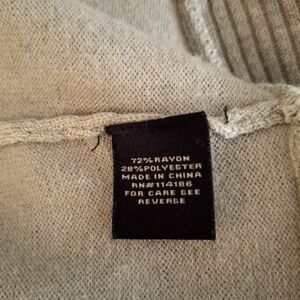 72% RAYON
28% POLYESTER
MADE IN CHINA
RN#114186
FOR CARE SEE
REVERSE